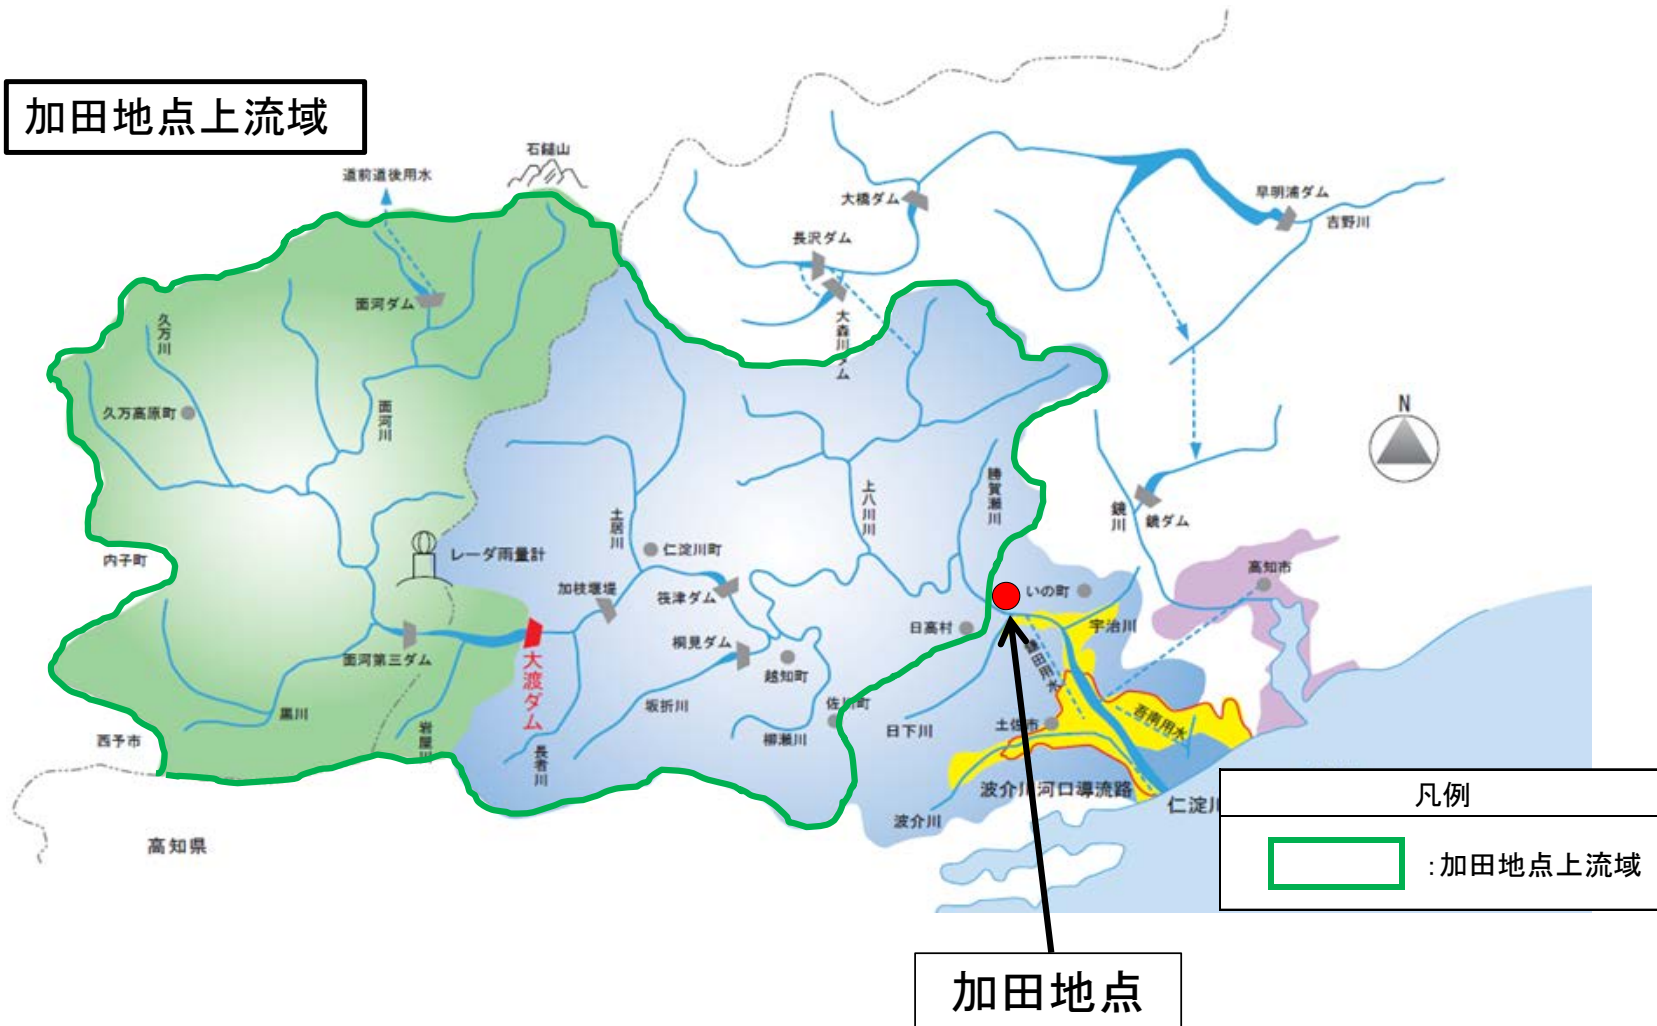 加田地点上流域
石鎚山
道前道後用水
大橋ダム
早明浦ダム
吉野川
長沢ダム
面河ダム
大森川ダム
久万川
久万高原町
面河川
N
勝賀瀬川
上八川川
鏡川
鏡ダム
土居川
内子町
レーダ雨量計
仁淀川町
高知市
加枝堰堤
筏津ダム
いの町
日高村
宇治川
桐見ダム
面河第三ダム
鎌田用水
大渡ダム
越知町
佐川町
坂折川
黒川
岩屋川
柳瀬川
日下川
土佐市
吾南用水
西予市
長者川
波介川河口導流路
仁淀川
波介川
高知県
凡例
:加田地点上流域
加田地点